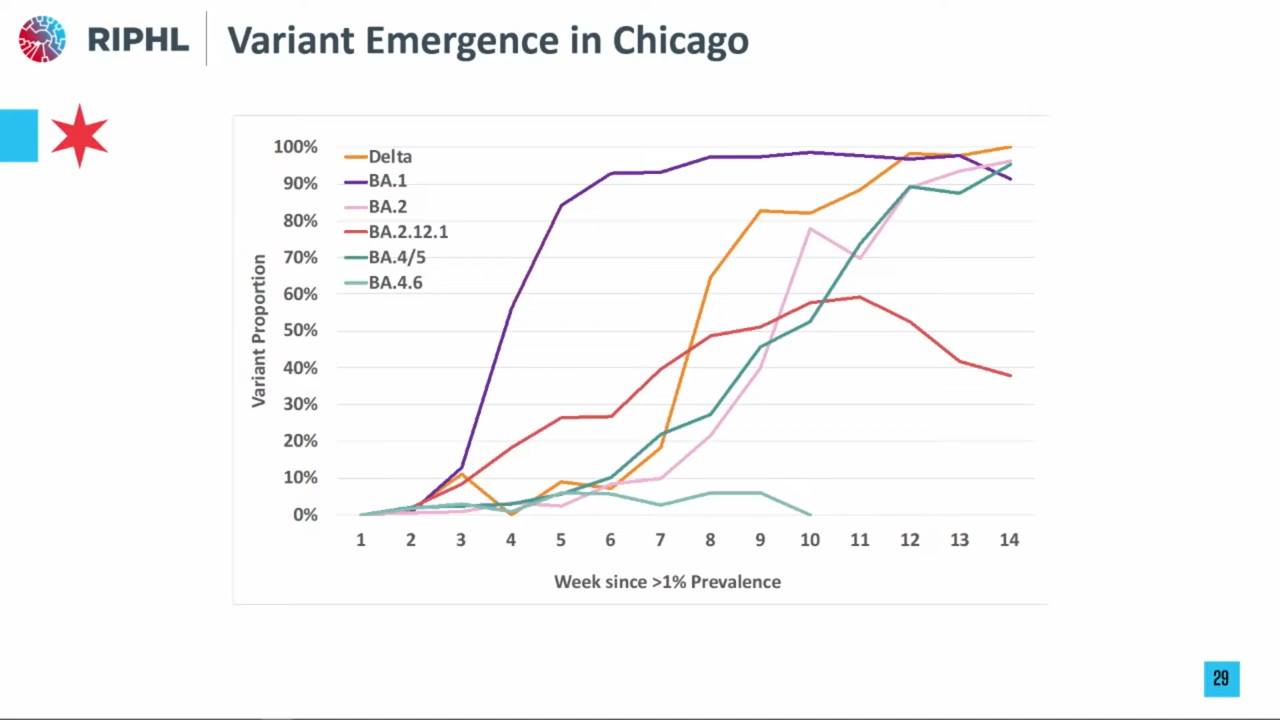 RIPHL
Variant Emergence in Chicago
100%
90%
80%
70%
60%
50%
40%
30%
20%
10%
0%
Variant Proportion
Delta
BA.1
BA.2
BA.2.12.1
BA.4/5
BA.4.6
1 2 3 4 5 6 7 8 9 10 11 12 13 14
Week since >1% Prevalence
29